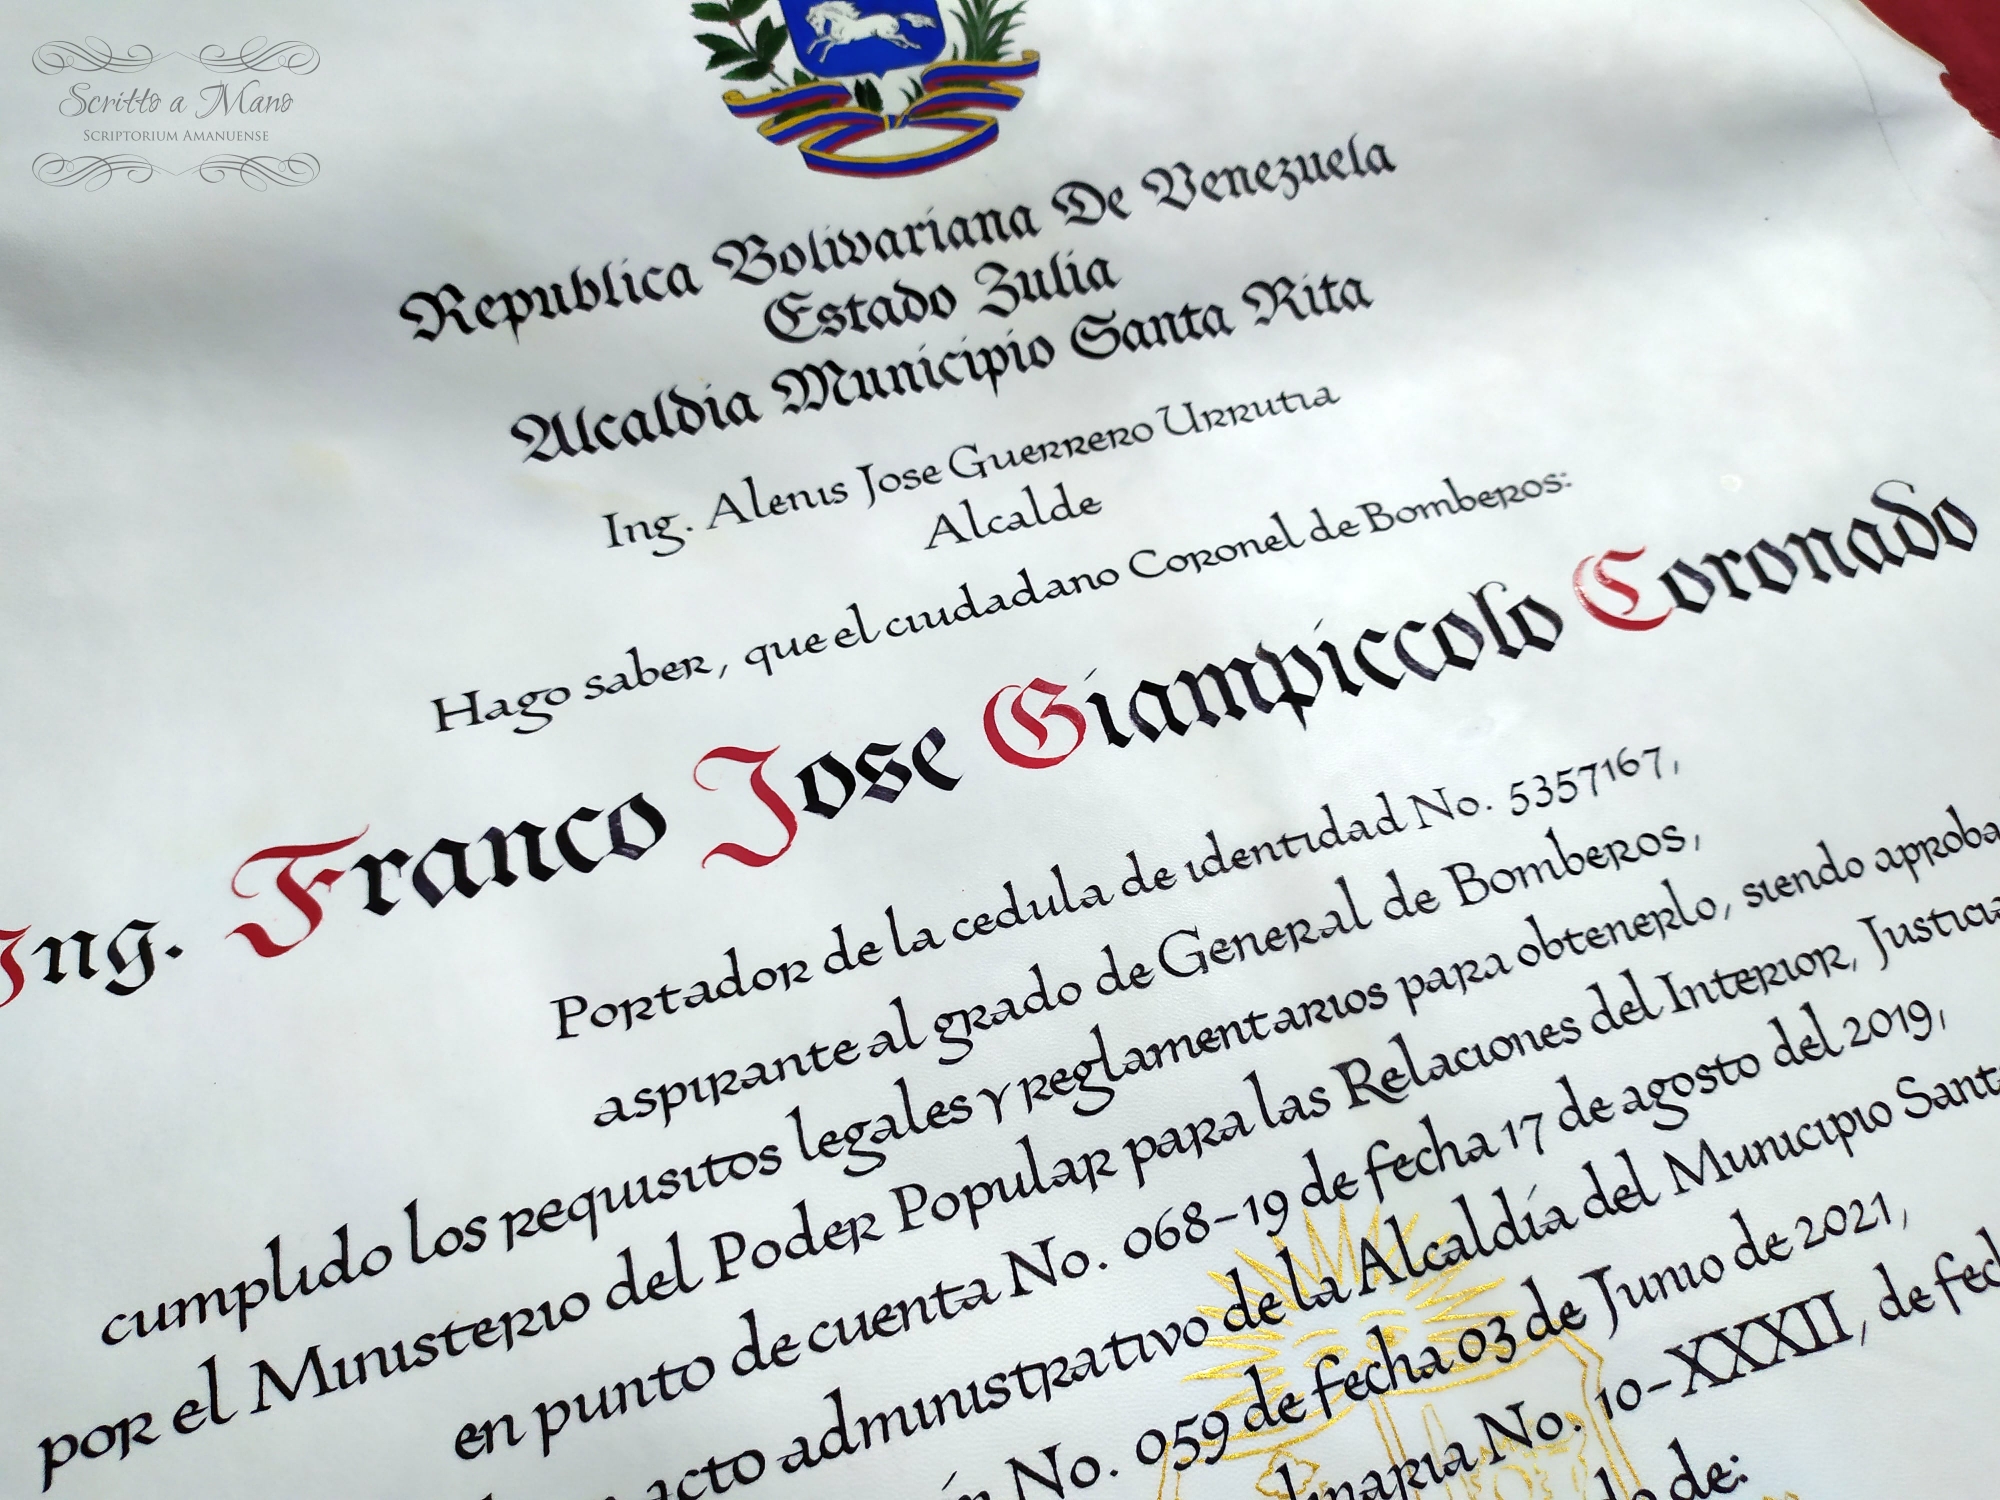 Scritto a Mano
Scriptorium Amanuense
Republica Bolivariana De Venezuela
Estado Zulia
Alcaldia Municipio Santa Rita
Ing. Alenis Jose Guerrero Urrutia
Alcalde
Hago saber, que el ciudadano Coronel de Bomberos:
Ing. Franco Jose Giampiccolo Coronado
Portador de la cedula de identidad No. 5357167,
aspirante al grado de General de Bomberos,
cumplido los requisitos legales y reglamentarios para obtenerlo, siendo aproba
por el Ministerio del Poder Popular para las Relaciones del Interior, Justicia
en punto de cuenta No. 068-19 de fecha 17 de agosto del 2019,
acto administrativo de la Alcaldía del Municipio Sant
No. 059 de fecha 03 de Junio de 2021,
No. 10-XXXII, de fec
de: